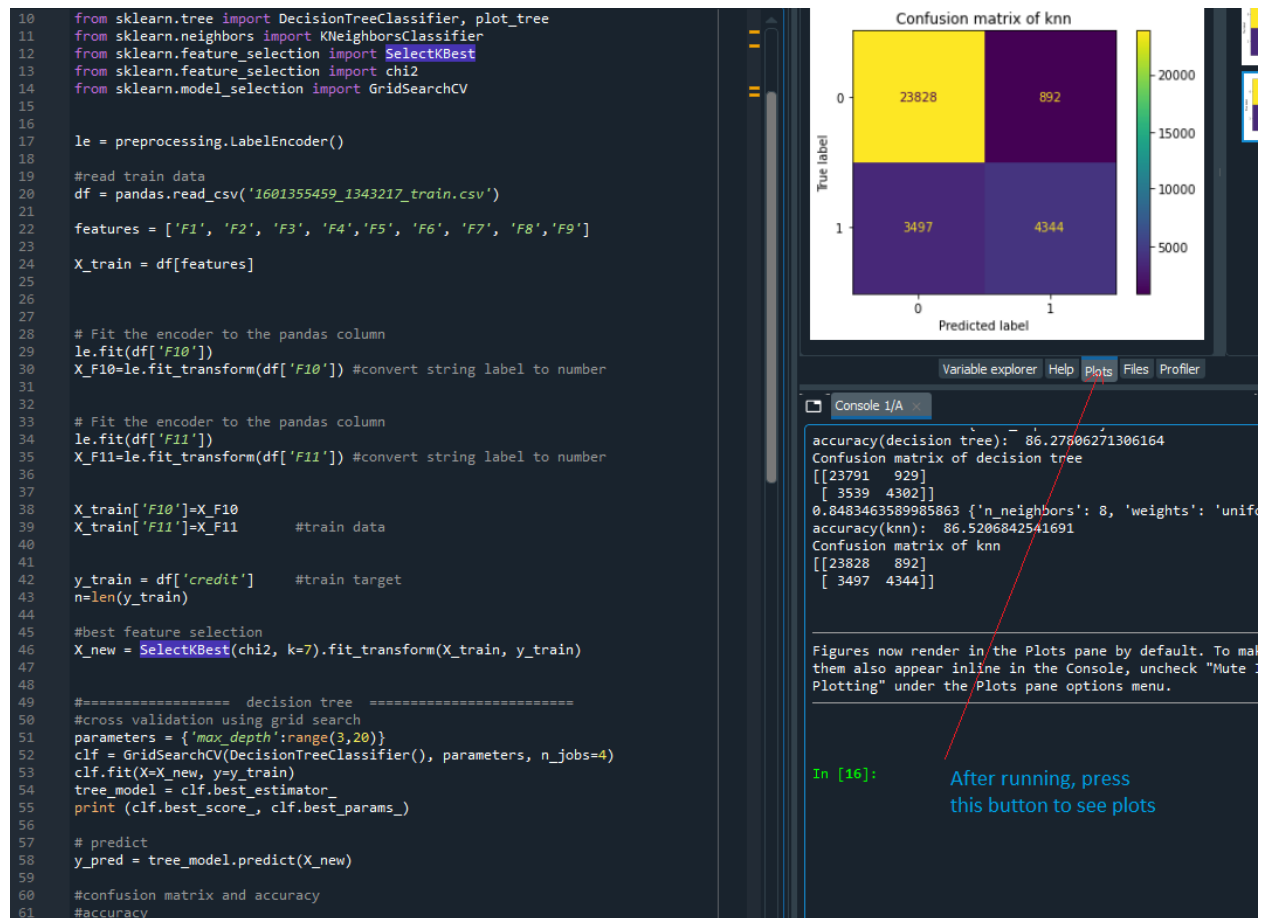 10 from sklearn.tree import DecisionTreeClassifier, plot_tree
11 from sklearn.neighbors import KNeighborsClassifier
12 from sklearn.feature_selection import SelectKBest
13 from sklearn.feature_selection import chi2
14 from sklearn.model_selection import GridSearchCV
15
16
17 le = preprocessing.LabelEncoder()
18
19 #read train data
20 df = pandas.read_csv('1601355459_1343217_train.csv')
21
22 features = ['F1', 'F2', 'F3', 'F4','F5', 'F6', 'F7', 'F8','F9']
23
24 X_train = df[features]
25
26
27
28 # Fit the encoder to the pandas column
29 le.fit(df['F10'])
30 X_F10=le.fit_transform(df['F10']) #convert string label to number
31
32
33 # Fit the encoder to the pandas column
34 le.fit(df['F11'])
35 X_F11=le.fit_transform(df['F11']) #convert string label to number
36
37
38 X_train['F10']=X_F10
39 X_train['F11']=X_F11 #train data
40
41
42 y_train = df['credit'] #train target
43 n=len(y_train)
44
45 #best feature selection
46 X_new = SelectKBest(chi2, k=7).fit_transform(X_train, y_train)
47
48
49 #================== decision tree =========================
50 #cross validation using grid search
51 parameters = {'max_depth':range(3,20)}
52 clf = GridSearchCV(DecisionTreeClassifier(), parameters, n_jobs=4)
53 clf.fit(X=X_new, y=y_train)
54 tree_model = clf.best_estimator_
55 print (clf.best_score_, clf.best_params_)
56
57 # predict
58 y_pred = tree_model.predict(X_new)
59
60 #confusion matrix and accuracy
61 #accuracy
Confusion matrix of knn
0 23828 892
1 3497 4344
True label
0 1
Predicted label
20000
15000
10000
5000
Variable explorer Help Plots Files Profiler
Console 1/A
accuracy(decision tree): 86.27806271306164
Confusion matrix of decision tree
[[23791 929]
[ 3539 4302]]
0.8483463589985863 {'n_neighbors': 8, 'weights': 'unifo
accuracy(knn): 86.5206842541691
Confusion matrix of knn
[[23828 892]
[ 3497 4344]]
Figures now render in the Plots pane by default. To mak
them also appear inline in the Console, uncheck "Mute
Plotting" under the Plots pane options menu.
In [16]:
After running, press
this button to see plots